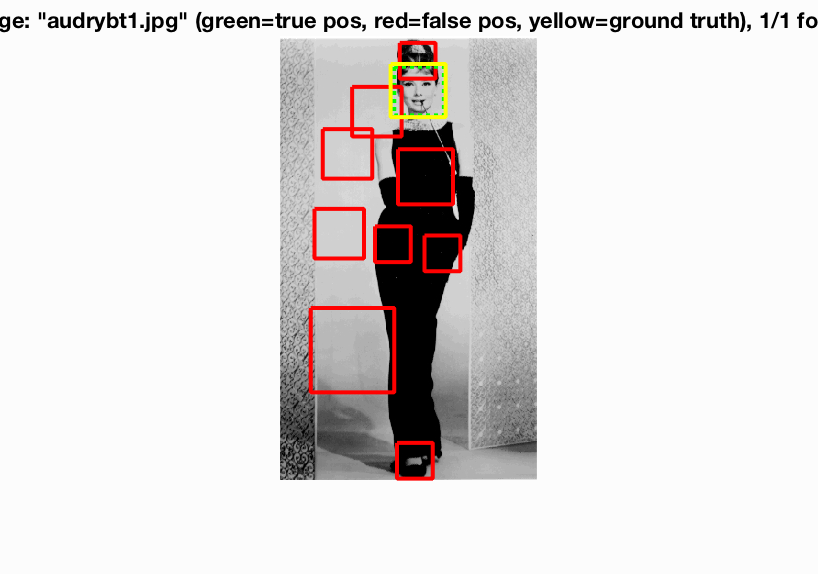 ge: "audrybt1.jpg" (green=true pos, red=false pos, yellow=ground truth), 1/1 fo